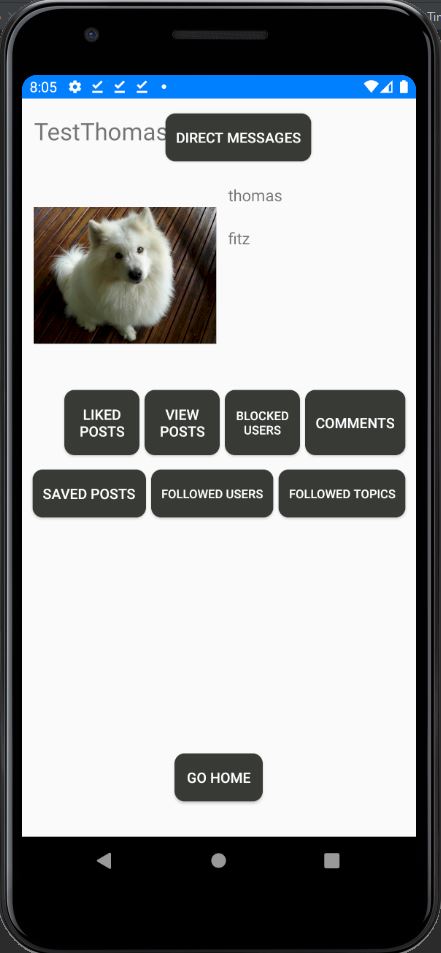 Tir
8:05
TestThomas
DIRECT MESSAGES
thomas
fitz
LIKED
POSTS
VIEW
POSTS
BLOCKED
USERS
COMMENTS
SAVED POSTS
FOLLOWED USERS
FOLLOWED TOPICS
GO HOME